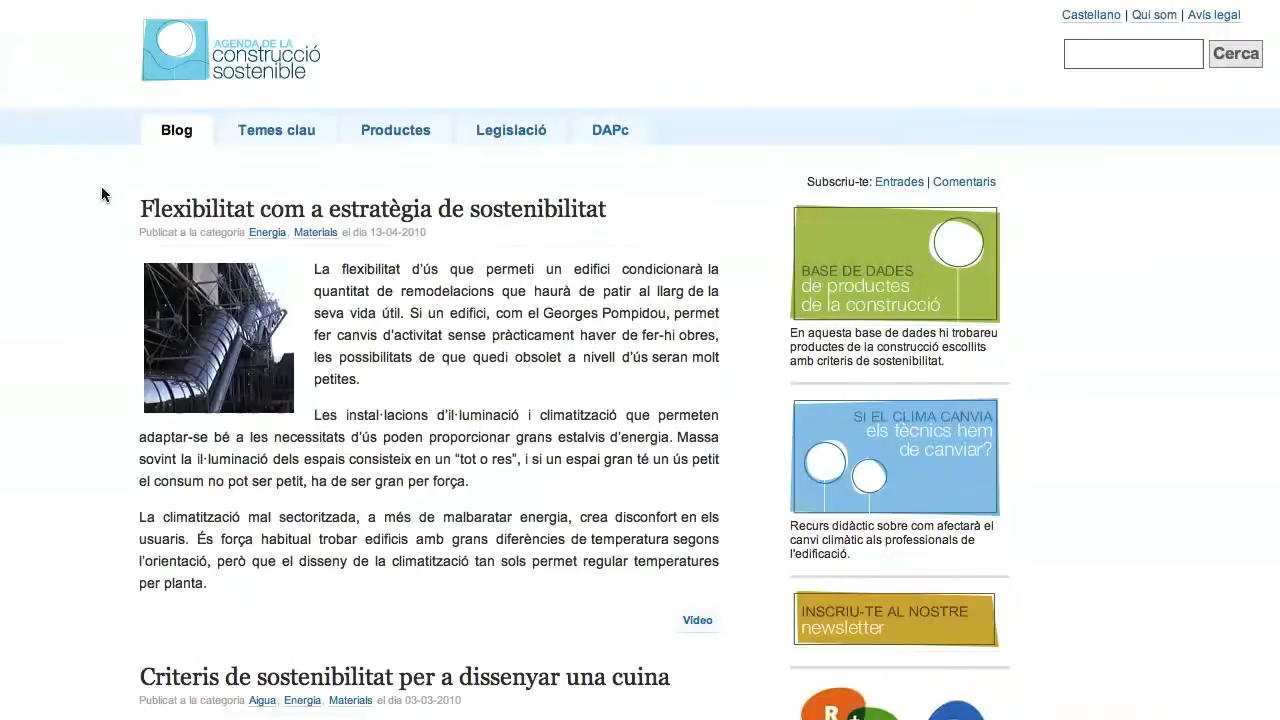 Castellano | Qui som | Avís legal
AGENDA DE LA
construcció
sostenible
Cerca
Blog
Temes clau
Productes
Legislació
DAPc
Subscriu-te: Entrades | Comentaris
Flexibilitat com a estratègia de sostenibilitat
Publicat a la categoria Energia, Materials el dia 13-04-2010
La flexibilitat d'ús que permeti un edifici condicionarà la
quantitat de remodelacions que haurà de patir al llarg de la
seva vida útil. Si un edifici, com el Georges Pompidou, permet
fer canvis d'activitat sense pràcticament haver de fer-hi obres,
les possibilitats de que quedi obsolet a nivell d'ús seran molt
petites.
Les instal·lacions d'il·luminació i climatització que permeten
adaptar-se bé a les necessitats d'ús poden proporcionar grans estalvis d'energia. Massa
sovint la il·luminació dels espais consisteix en un “tot o res”, i si un espai gran té un ús petit
el consum no pot ser petit, ha de ser gran per força.
La climatització mal sectoritzada, a més de malbaratar energia, crea disconfort en els
usuaris. És força habitual trobar edificis amb grans diferències de temperatura segons
l'orientació, però que el disseny de la climatització tan sols permet regular temperatures
per planta.
Vídeo
Criteris de sostenibilitat per a dissenyar una cuina
Publicat a la categoria Aigua, Energia, Materials el dia 03-03-2010
BASE DE DADES
de productes
de la construcció
En aquesta base de dades hi trobareu
productes de la construcció escollits
amb criteris de sostenibilitat.
SI EL CLIMA CANVIA
els tècnics hem
de canviar?
Recurs didàctic sobre com afectarà el
canvi climàtic als professionals de
l'edificació.
INSCRIU-TE AL NOSTRE
newsletter
R